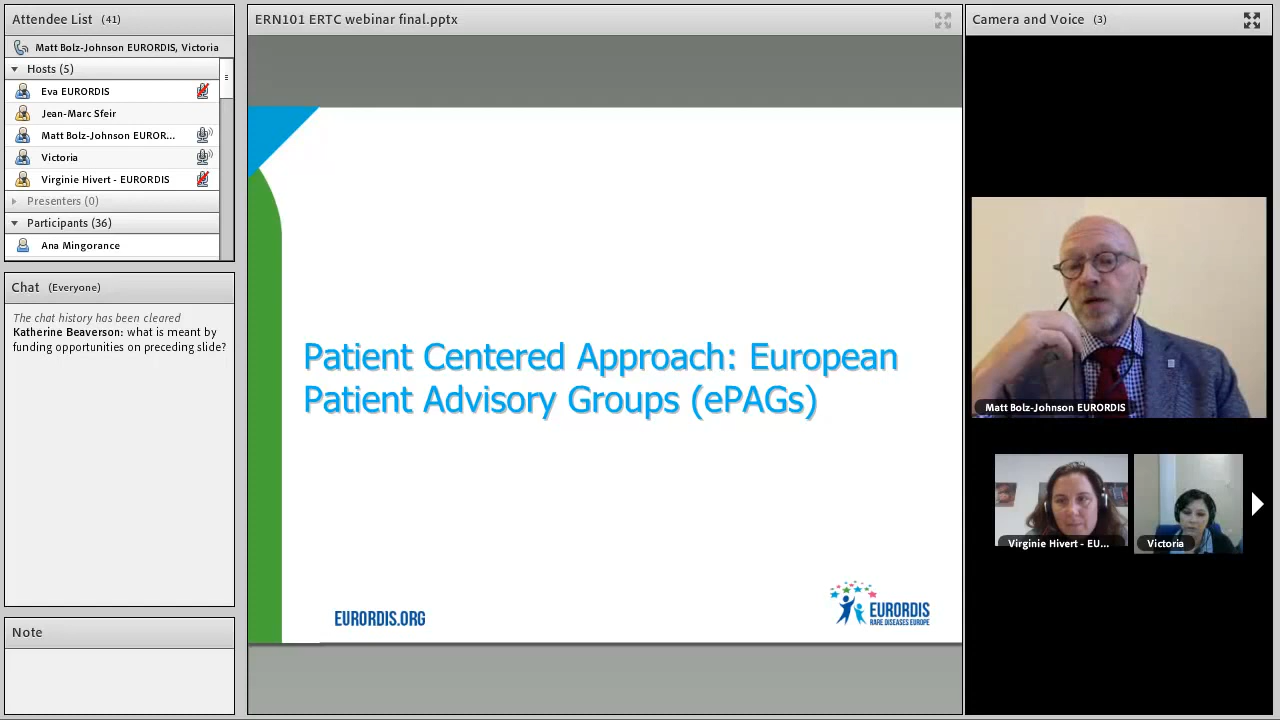 Attendee List (41)
Matt Bolz-Johnson EURORDIS, Victoria
Hosts (5)
Eva EURORDIS
Jean-Marc Sfeir
Matt Bolz-Johnson EUROR...
Victoria
Virginie Hivert - EURORDIS
Presenters (0)
Participants (36)
Ana Mingorance
Chat (Everyone)
The chat history has been cleared
Katherine Beaverson: what is meant by
funding opportunities on preceding slide?
Note
ERN101 ERTC webinar final.pptx
Patient Centered Approach: European
Patient Advisory Groups (ePAGs)
EURORDIS.ORG
EURORDIS
RARE DISEASES EUROPE
Camera and Voice (3)
Matt Bolz-Johnson EURORDIS
Virginie Hivert - EU...
Victoria